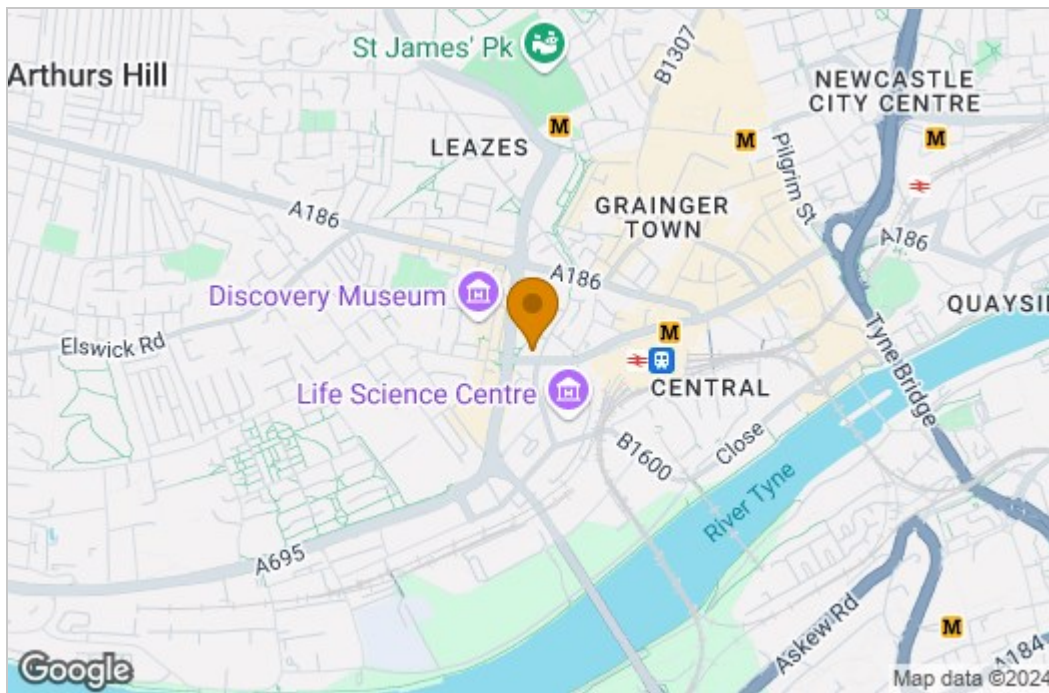 St James' Pk
B1307
Arthurs Hill
NEWCASTLE
CITY CENTRE
M
M
M
LEAZES
Pilgrim St
GRAINGER
TOWN
A186
A186
A186
Discovery Museum
QUAYSI
Elswick Rd
Tyne Bridge
M
Life Science Centre
CENTRAL
Close
B1600
River Tyne
A695
Askew Rd
M
A184
Google
Map data ©2024